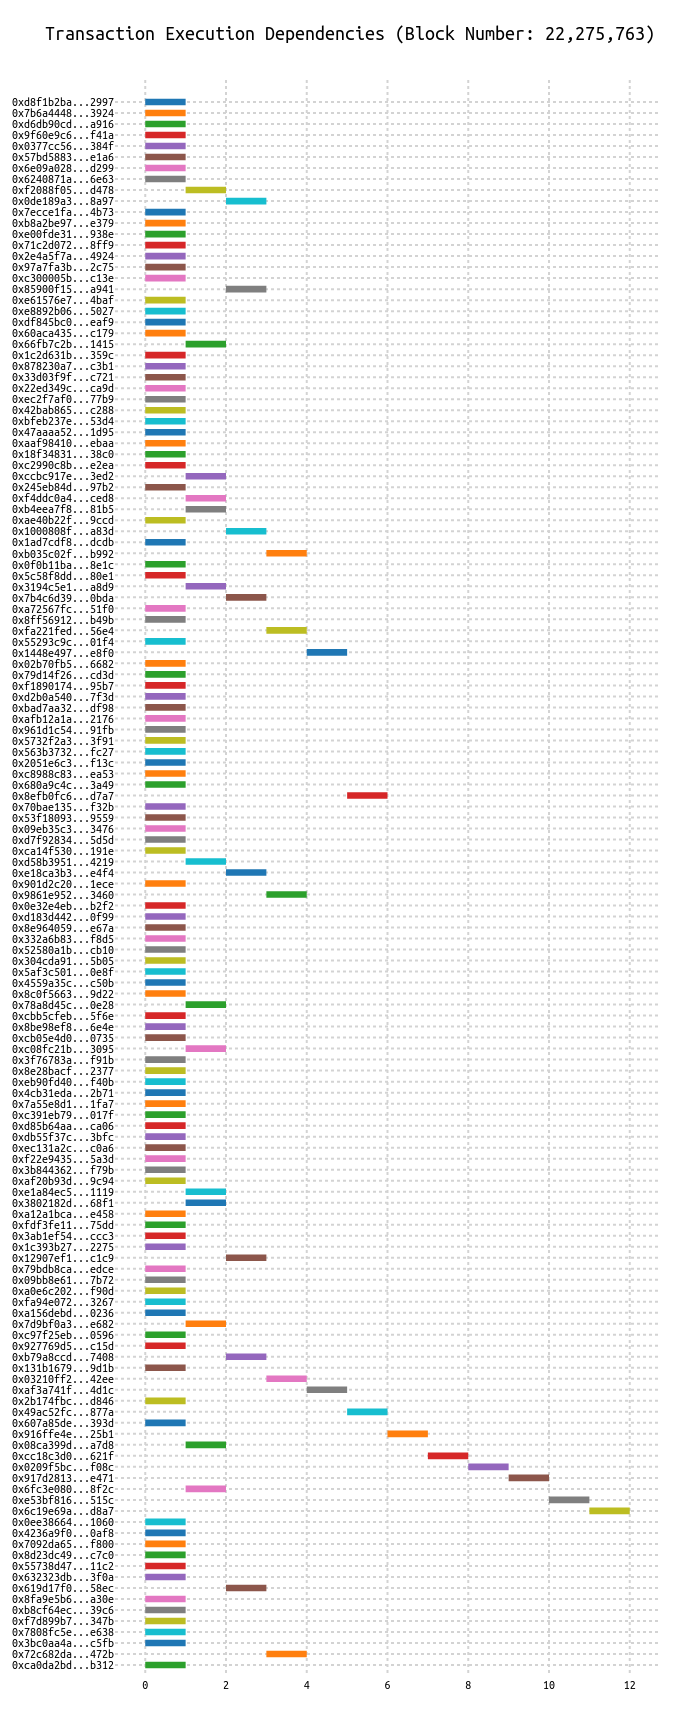 Transaction Execution Dependencies (Block Number: 22,275,763)
0xd8f1b2ba...2997
0x7b6a4448...3924
0xd6db90cd...a916
0x9f60e9c6...f41a
0x0377cc56...384f
0x57bd5883...e1a6
0x6e09a028...d299
0x6240871a...6e63
0xf2088f05...d478
0x0de189a3...8a97
0x7ecce1fa...4b73
0xb8a2be97...e379
0xe00fde31...938e
0x71c2d072...8ff9
0x2e4a5f7a...4924
0x97a7fa3b...2c75
0xc300005b...c13e
0x85900f15...a941
0xe61576e7...4baf
0xe8892b06...5027
0xdf845bc0...eaf9
0x60aca435...c179
0x66fb7c2b...1415
0x1c2d631b...359c
0x878230a7...c3b1
0x33d03f9f...c721
0x22ed349c...ca9d
0xec2f7af0...77b9
0x42bab865...c288
0xbfeb237e...53d4
0x47aaaa52...1d95
0xaaf98410...ebaa
0x18f34831...38c0
0xc2990c8b...e2ea
0xccbc917e...3ed2
0x245eb84d...97b2
0xf4ddc0a4...ced8
0xb4eea7f8...81b5
0xae40b22f...9ccd
0x1000808f...a83d
0x1ad7cdf8...dcdb
0xb035c02f...b992
0x0f0b11ba...8e1c
0x5c58f8dd...80e1
0x3194c5e1...a8d9
0x7b4c6d39...0bda
0xa72567fc...51f0
0x8ff56912...b49b
0xfa221fed...56e4
0x55293c9c...01f4
0x1448e497...e8f0
0x02b70fb5...6682
0x79d14f26...cd3d
0xf1890174...95b7
0xd2b0a540...7f3d
0xbad7aa32...df98
0xafb12a1a...2176
0x961d1c54...91fb
0x5732f2a3...3f91
0x563b3732...fc27
0x2051e6c3...f13c
0xc8988c83...ea53
0x680a9c4c...3a49
0x8efb0fc6...d7a7
0x70bae135...f32b
0x53f18093...9559
0x09eb35c3...3476
0xd7f92834...5d5d
0xca14f530...191e
0xd58b3951...4219
0xe18ca3b3...e4f4
0x901d2c20...1ece
0x9861e952...3460
0x0e32e4eb...b2f2
0xd183d442...0f99
0x8e964059...e67a
0x332a6b83...f8d5
0x52580a1b...cb10
0x304cda91...5b05
0x5af3c501...0e8f
0x4559a35c...c50b
0x8c0f5663...9d22
0x78a8d45c...0e28
0xcbb5cfeb...5f6e
0x8be98ef8...6e4e
0xcb05e4d0...0735
0xc08fc21b...3095
0x3f76783a...f91b
0x8e28bacf...2377
0xeb90fd40...f40b
0x4cb31eda...2b71
0x7a55e8d1...1fa7
0xc391eb79...017f
0xd85b64aa...ca06
0xdb55f37c...3bfc
0xec131a2c...c0a6
0xf22e9435...5a3d
0x3b844362...f79b
0xaf20b93d...9c94
0xe1a84ec5...1119
0x3802182d...68f1
0xa12a1bca...e458
0xfdf3fe11...75dd
0x3ab1ef54...ccc3
0x1c393b27...2275
0x12907ef1...c1c9
0x79bdb8ca...edce
0x09bb8e61...7b72
0xa0e6c202...f90d
0xfa94e072...3267
0xa156debd...0236
0x7d9bf0a3...e682
0xc97f25eb...0596
0x927769d5...c15d
0xb79a8ccd...7408
0x131b1679...9d1b
0x03210ff2...42ee
0xaf3a741f...4d1c
0x2b174fbc...d846
0x49ac52fc...877a
0x607a85de...393d
0x916ffe4e...25b1
0x08ca399d...a7d8
0xcc18c3d0...621f
0x0209f5bc...f08c
0x917d2813...e471
0x6fc3e080...8f2c
0xe53bf816...515c
0x6c19e69a...d8a7
0x0ee38664...1060
0x4236a9f0...0af8
0x7092da65...f800
0x8d23dc49...c7c0
0x55738d47...11c2
0x632323db...3f0a
0x619d17f0...58ec
0x8fa9e5b6...a30e
0xb8cf64ec...39c6
0xf7d899b7...347b
0x7808fc5e...e638
0x3bc0aa4a...c5fb
0x72c682da...472b
0xca0da2bd...b312
0 2 4 6 8 10 12